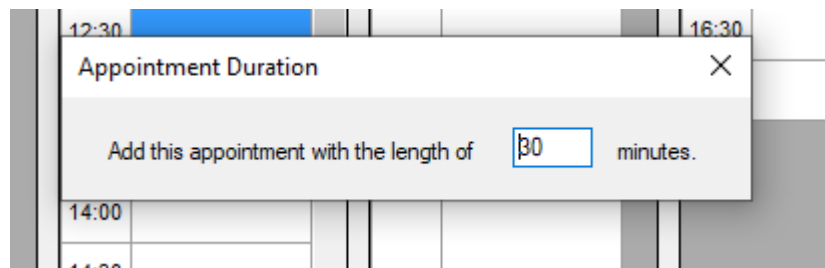 12:30
16:30
Appointment Duration
Add this appointment with the length of 30 minutes.
14:00